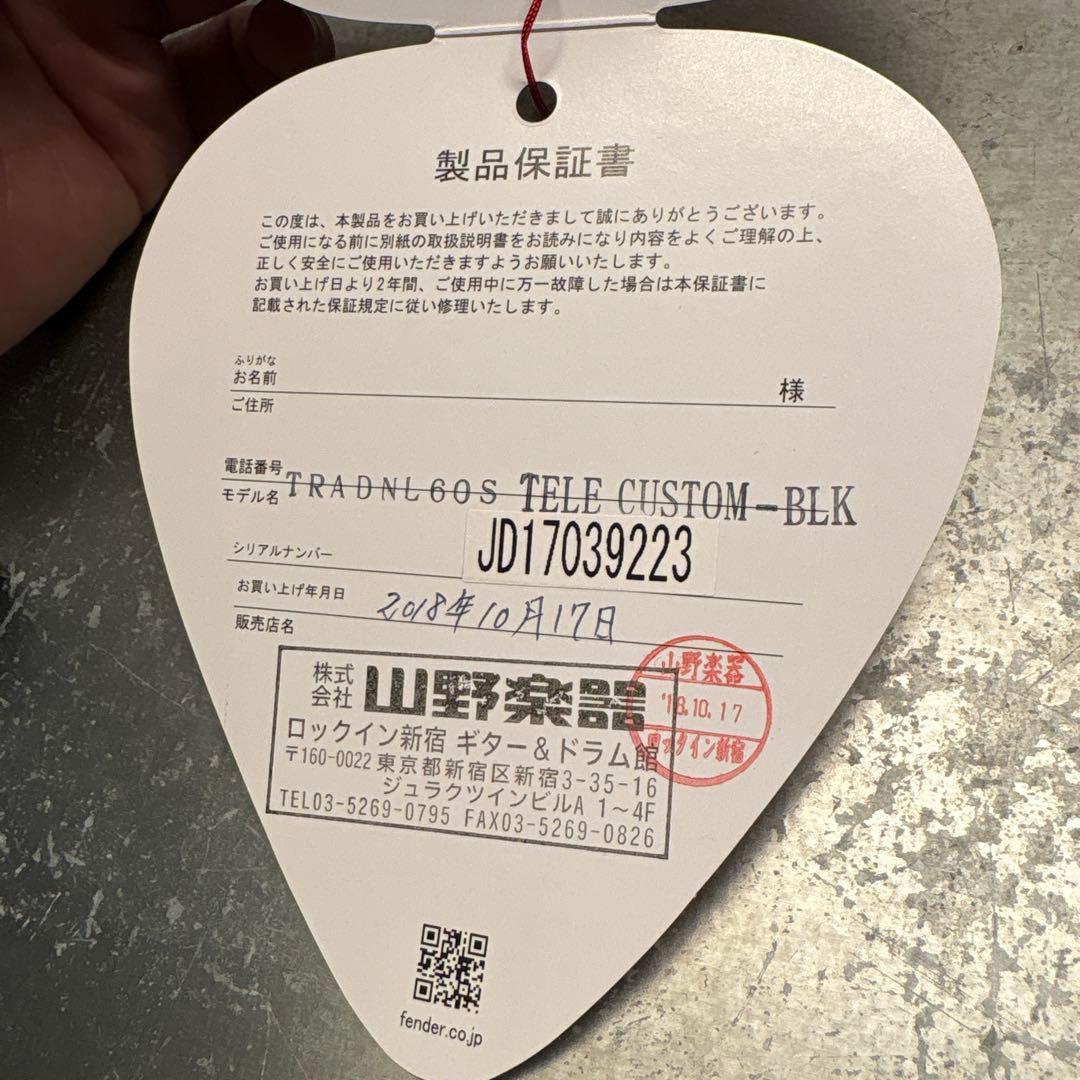 製品保証書
この度は、本製品をお買い上げいただきまして誠にありがとうございます。
ご使用になる前に別紙の取扱説明書をお読みになり内容をよくご理解の上、
正しく安全にご使用いただきますようお願いいたします。
お買い上げ日より2年間、ご使用中に万一故障した場合は本保証書に
記載された保証規定に従い修理いたします。
ふりがな
お名前 様
ご住所
電話番号
モデル名 TRADNL60S TELE CUSTOM-BLK
シリアルナンバー JD17039223
お買い上げ年月日 2018年10月17日
販売店名
株式会社 山野楽器
ロックイン新宿 ギター&ドラム館
〒160-0022 東京都新宿区新宿3-35-16
ジュラクツインビルA 1〜4F
TEL03-5269-0795 FAX03-5269-0826
山野楽器
'18.10.17
ロックイン新宿
fender.co.jp